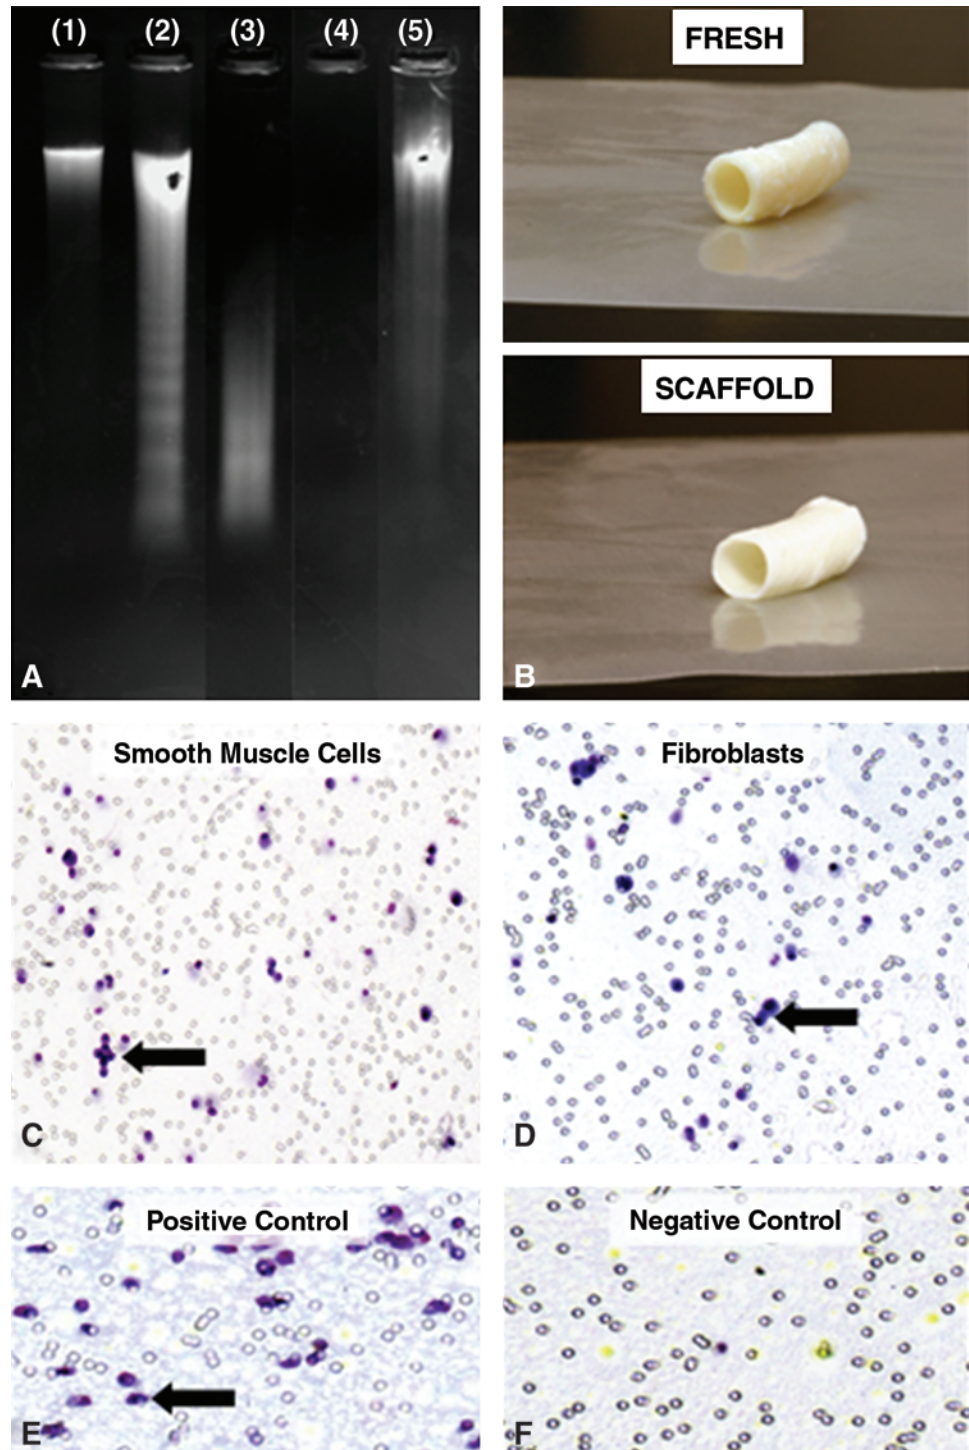 (1) (2) (3) (4) (5)
A
FRESH
SCAFFOLD
B
Smooth Muscle Cells
C
Fibroblasts
D
Positive Control
E
Negative Control
F